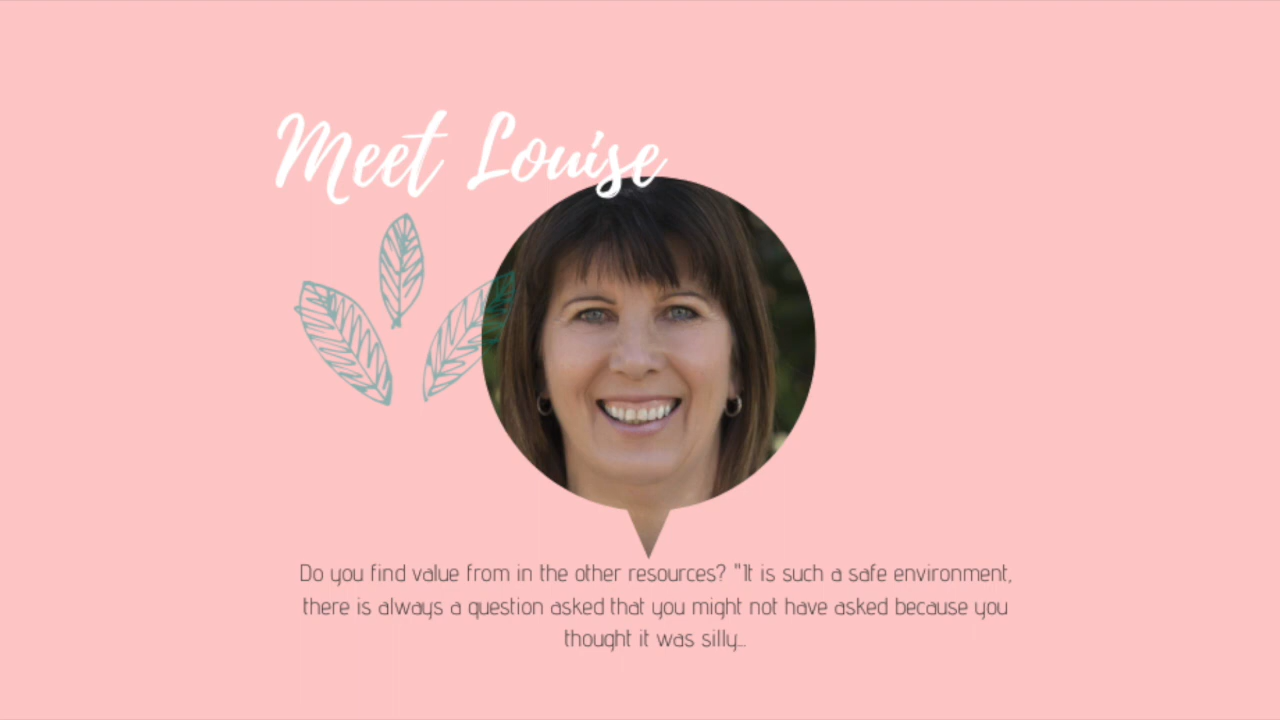 Meet Louise
Do you find value from in the other resources? "It is such a safe environment,
there is always a question asked that you might not have asked because you
thought it was silly...